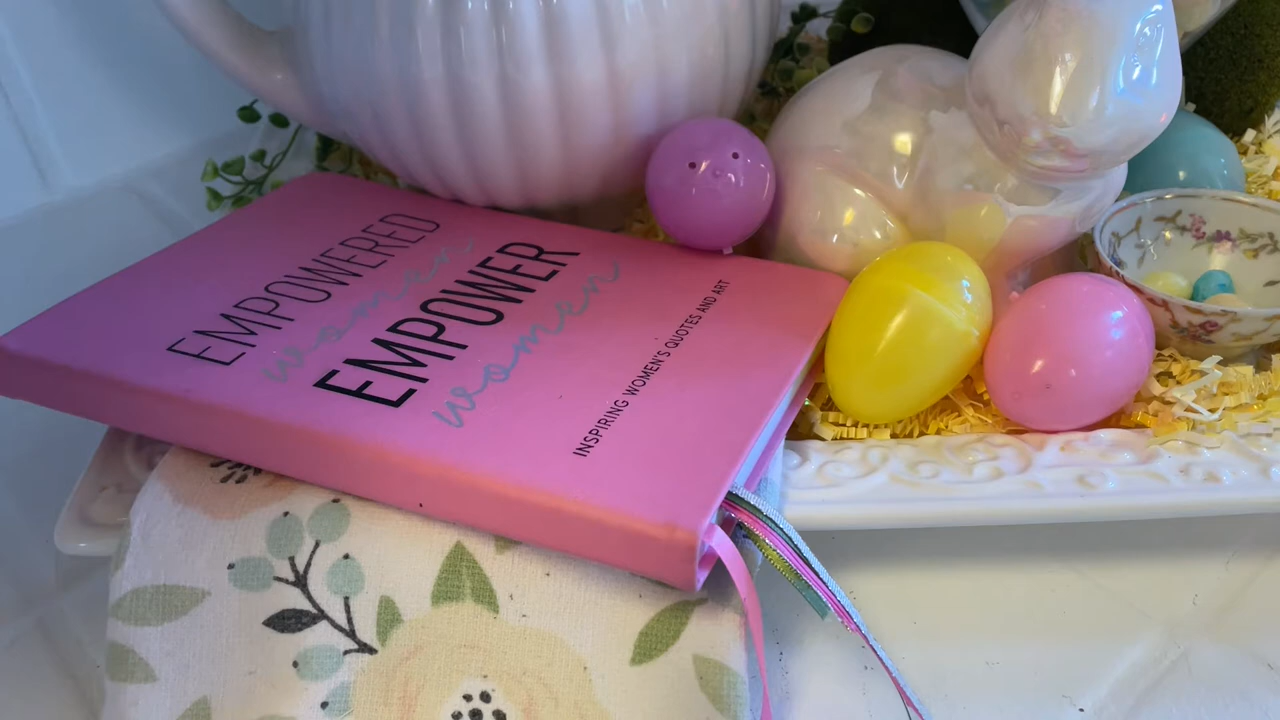 EMPOWERED
women
EMPOWER
women
INSPIRING WOMEN'S QUOTES AND ART